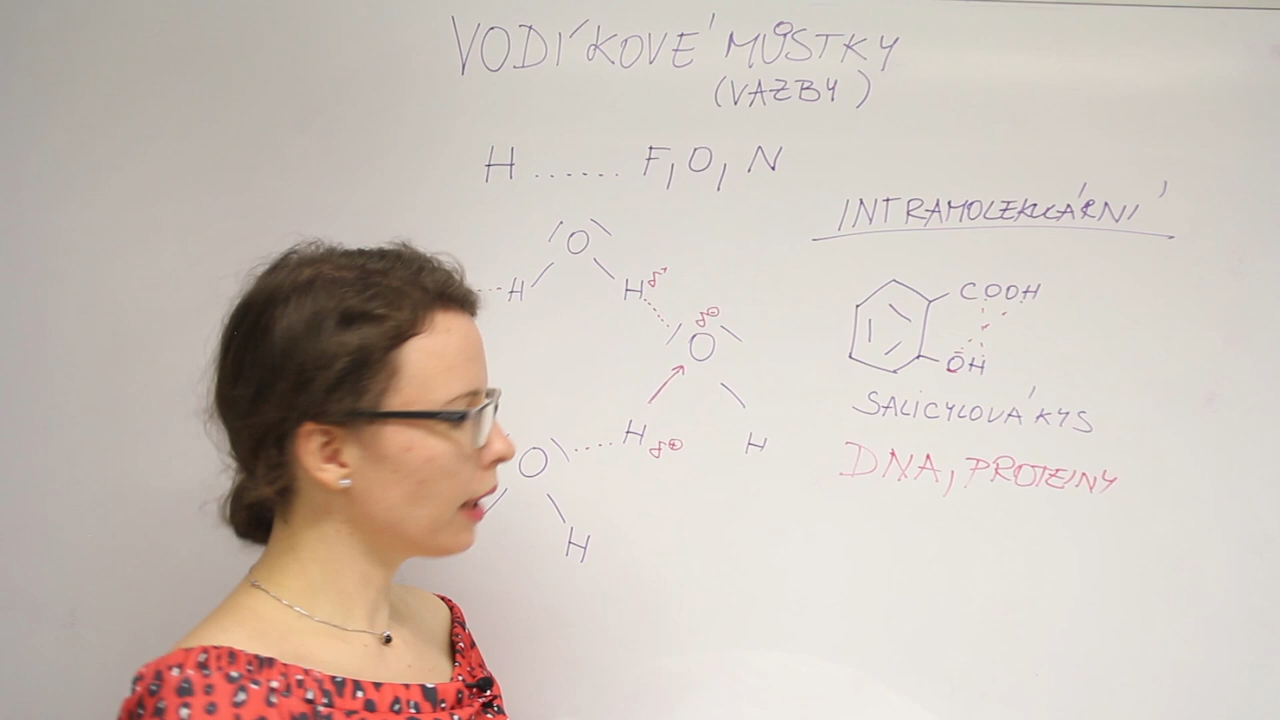 VODÍKOVÉ MŮSTKY
(VAZBY)
H ...... F, O, N
O
H H δ+
δ⊖
O
H δ⊕ H
O
H
INTRAMOLEKULÁRNÍ
COOH
OH
SALICYLOVÁ KYS
DNA, PROTEINY